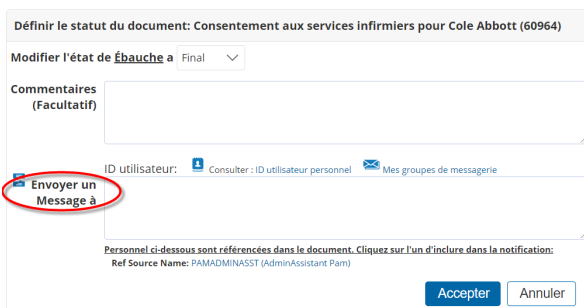 Définir le statut du document: Consentement aux services infirmiers pour Cole Abbott (60964)
Modifier l'état de Ébauche a Final
Commentaires
(Facultatif)
ID utilisateur: Consulter : ID utilisateur personnel Mes groupes de messagerie
Envoyer un
Message à
Personnel ci-dessous sont référencées dans le document. Cliquez sur l'un d'inclure dans la notification:
Ref Source Name: PAMADMINASST (AdminAssistant Pam)
Accepter Annuler